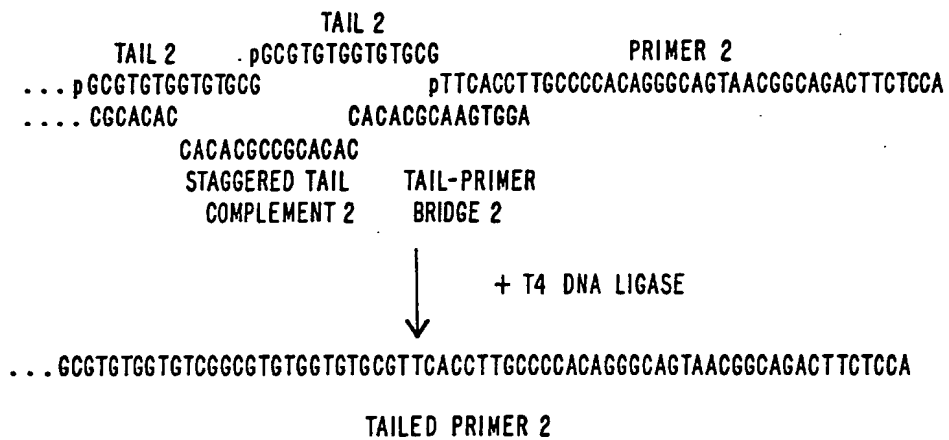 TAIL 2
TAIL 2 pGCGTGTGGTGTGCG PRIMER 2
...pGCGTGTGGTGTGCG pTTCACCTTGCCCCACAGGGCAGTAACGGCAGACTTCTCCA
....CGCACAC CACACGCAAGTGGA
CACACGCCGCACAC
STAGGERED TAIL TAIL-PRIMER
COMPLEMENT 2 BRIDGE 2
+ T4 DNA LIGASE
...GCGTGTGGTGTCGGCGTGTGGTGTGCGTTCACCTTGCCCCACAGGGCAGTAACGGCAGACTTCTCCA
TAILED PRIMER 2